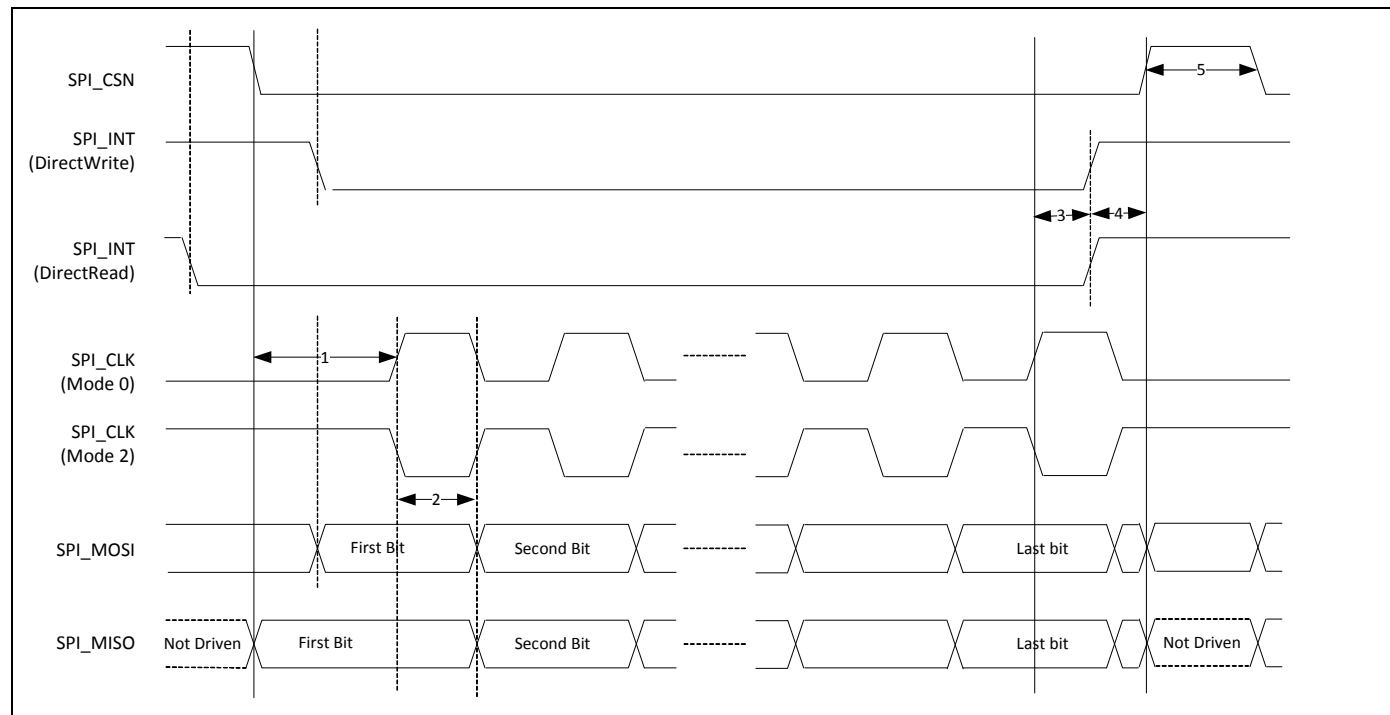 SPI_CSN
5
SPI_INT
(DirectWrite)
3
4
SPI_INT
(DirectRead)
1
SPI_CLK
(Mode 0)
SPI_CLK
(Mode 2)
2
SPI_MOSI
First Bit
Second Bit
Last bit
SPI_MISO
Not Driven
First Bit
Second Bit
Last bit
Not Driven